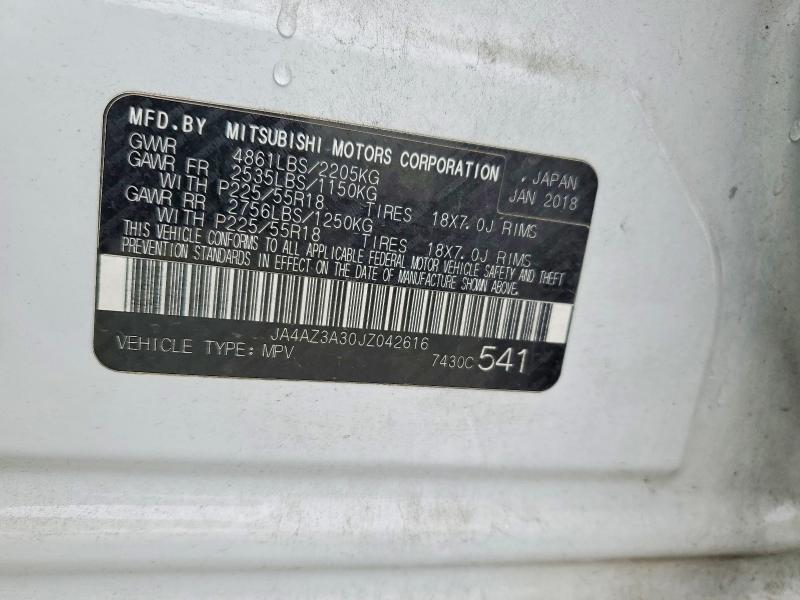 MFD.BY MITSUBISHI MOTORS CORPORATION
GVWR 4861LBS/2205KG
GAWR FR 2535LBS/1150KG
WITH P225/55R18 TIRES 18X7.0J RIMS
GAWR RR 2756LBS/1250KG
WITH P225/55R18 TIRES 18X7.0J RIMS
THIS VEHICLE CONFORMS TO ALL APPLICABLE FEDERAL MOTOR VEHICLE SAFETY AND THEFT
PREVENTION STANDARDS IN EFFECT ON THE DATE OF MANUFACTURE SHOWN ABOVE.
JAPAN
JAN 2018
JA4AZ3A30JZ042616
VEHICLE TYPE: MPV 7430C 541